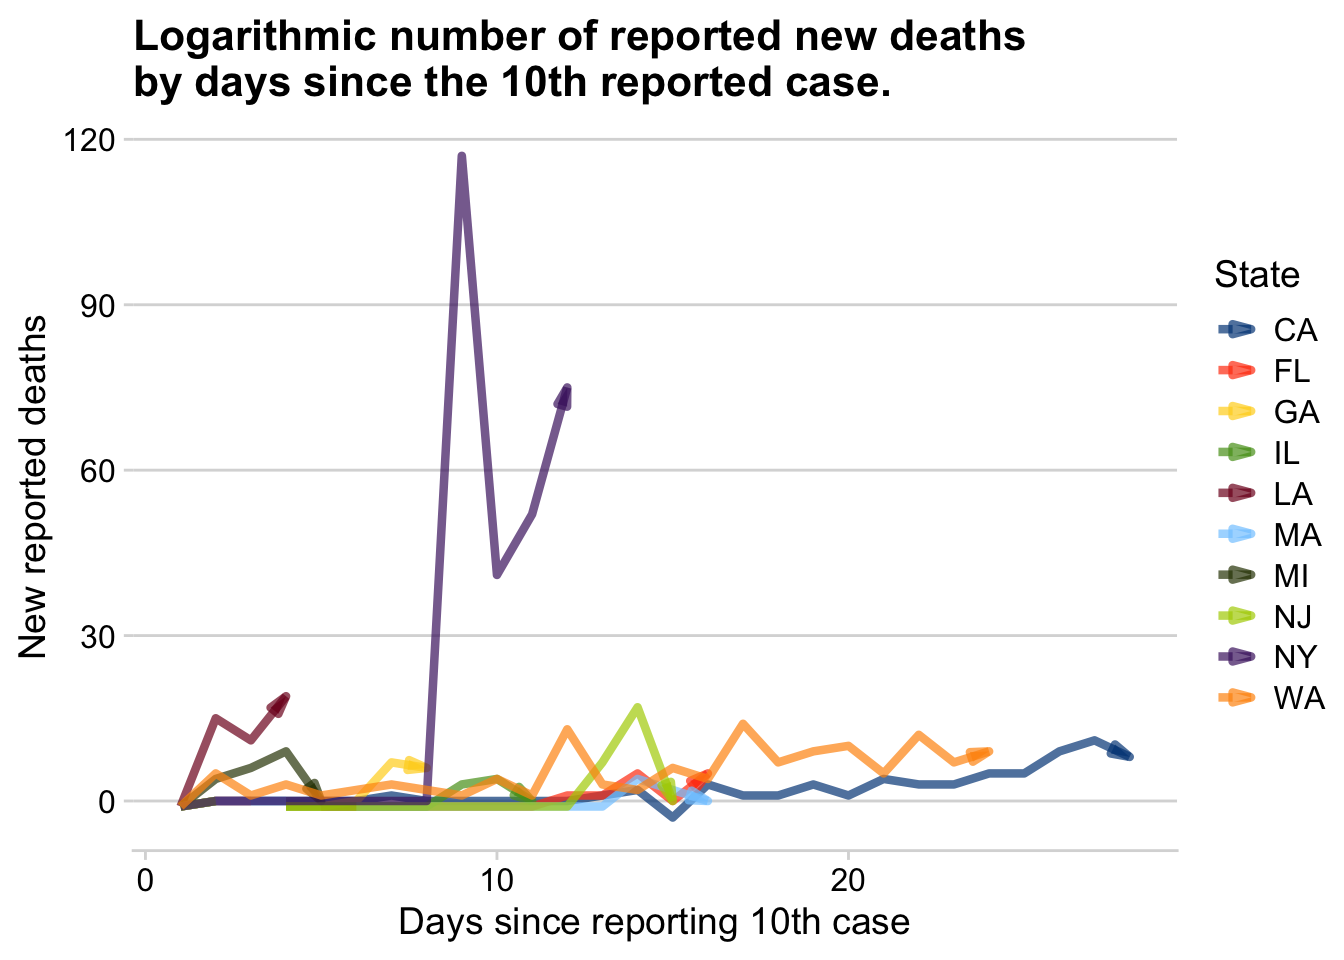 Logarithmic number of reported new deaths
by days since the 10th reported case.
120
90
60
30
0
New reported deaths
0
10
20
Days since reporting 10th case
State
CA
FL
GA
IL
LA
MA
MI
NJ
NY
WA